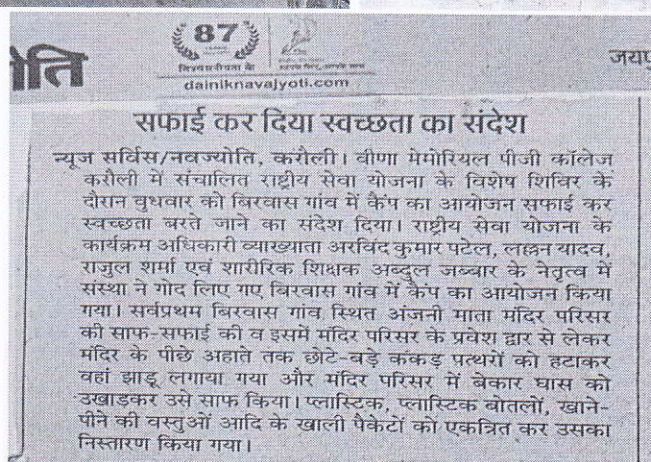 ोति
87
विश्वसनीयता के
dainiknavajyoti.com
जयपु
सफाई कर दिया स्वच्छता का संदेश
न्यूज सर्विस/नवज्योति, करौली। वीणा मेमोरियल पीजी कॉलेज
करौली में संचालित राष्ट्रीय सेवा योजना के विशेष शिविर के
दौरान बुधवार को बिरवास गांव में कैंप का आयोजन सफाई कर
स्वच्छता बरते जाने का संदेश दिया। राष्ट्रीय सेवा योजना के
कार्यक्रम अधिकारी व्याख्याता अरविंद कुमार पटेल, लाखन यादव,
राजुल शर्मा एवं शारीरिक शिक्षक अब्दुल जब्बार के नेतृत्व में
संस्था ने गोद लिए गए बिरवास गांव में कैंप का आयोजन किया
गया। सर्वप्रथम बिरवास गांव स्थित अंजनी माता मंदिर परिसर
की साफ-सफाई की व इसमें मंदिर परिसर के प्रवेश द्वार से लेकर
मंदिर के पीछे अहाते तक छोटे-बड़े कंकड़ पत्थरों को हटाकर
वहां झाडू लगाया गया और मंदिर परिसर में बेकार घास को
उखाडकर उसे साफ किया। प्लास्टिक, प्लास्टिक बोतलों, खाने-
पीने की वस्तुओं आदि के खाली पैकेटों को एकत्रित कर उसका
निस्तारण किया गया।